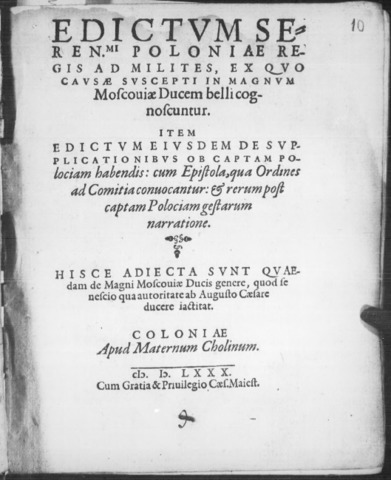 10
EDICTVM SE-
REN.MI POLONIAE RE-
GIS AD MILITES, EX QVO
CAVSÆ SVSCEPTI IN MAGNVM
Moscouiæ Ducem belli cog-
noscuntur.
ITEM
EDICTVM EIVSDEM DE SVP-
PLICATIONIBVS OB CAPTAM PO-
lociam habendis: cum Epistola, qua Ordines
ad Comitia conuocantur: & rerum post
captam Polociam gestarum
narratione.
HISCE ADIECTA SVNT QVAE-
dam de Magni Moscouiæ Ducis genere, quod se
nescio qua autoritate ab Augusto Cæsare
ducere iactitat.
COLONIAE
Apud Maternum Cholinum.
cIɔ. Iɔ. LXXX.
Cum Gratia & Priuilegio Cæs. Maiest.